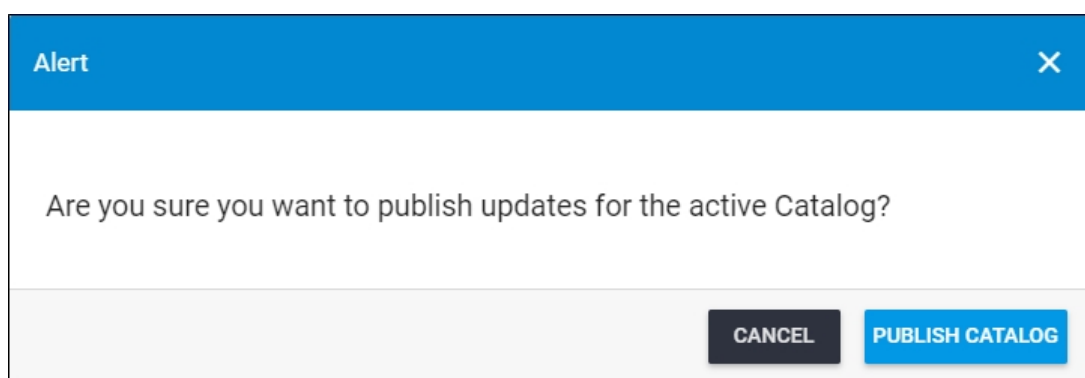 Alert
Are you sure you want to publish updates for the active Catalog?
CANCEL PUBLISH CATALOG